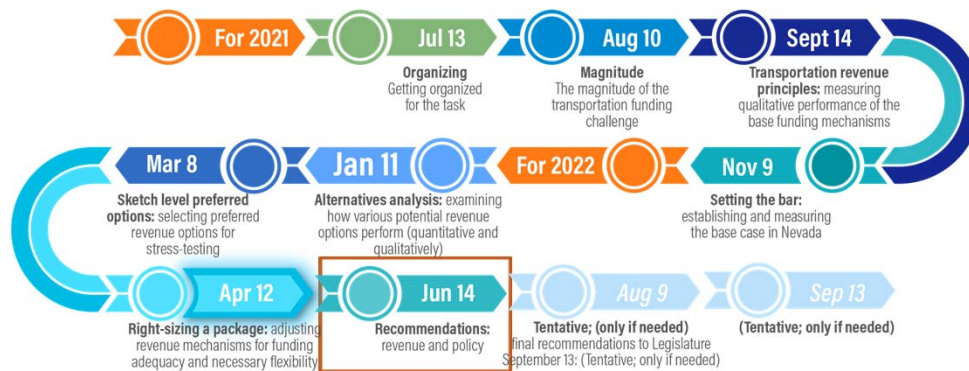 For 2021
Jul 13
Aug 10
Sept 14
Organizing
Getting organized
for the task
Magnitude
The magnitude of the
transportation funding
challenge
Transportation revenue
principles: measuring
qualitative performance of the
base funding mechanisms
Mar 8
Jan 11
For 2022
Nov 9
Sketch level preferred
options: selecting preferred
revenue options for
stress-testing
Alternatives analysis: examining
how various potential revenue
options perform (quantitative and
qualitatively)
Setting the bar:
establishing and measuring
the base case in Nevada
Apr 12
Jun 14
Aug 9
Sep 13
Right-sizing a package: adjusting
revenue mechanisms for funding
adequacy and necessary flexibility
Recommendations:
revenue and policy
Tentative; (only if needed)
final recommendations to Legislature
September 13: (Tentative; only if needed)
(Tentative; only if needed)